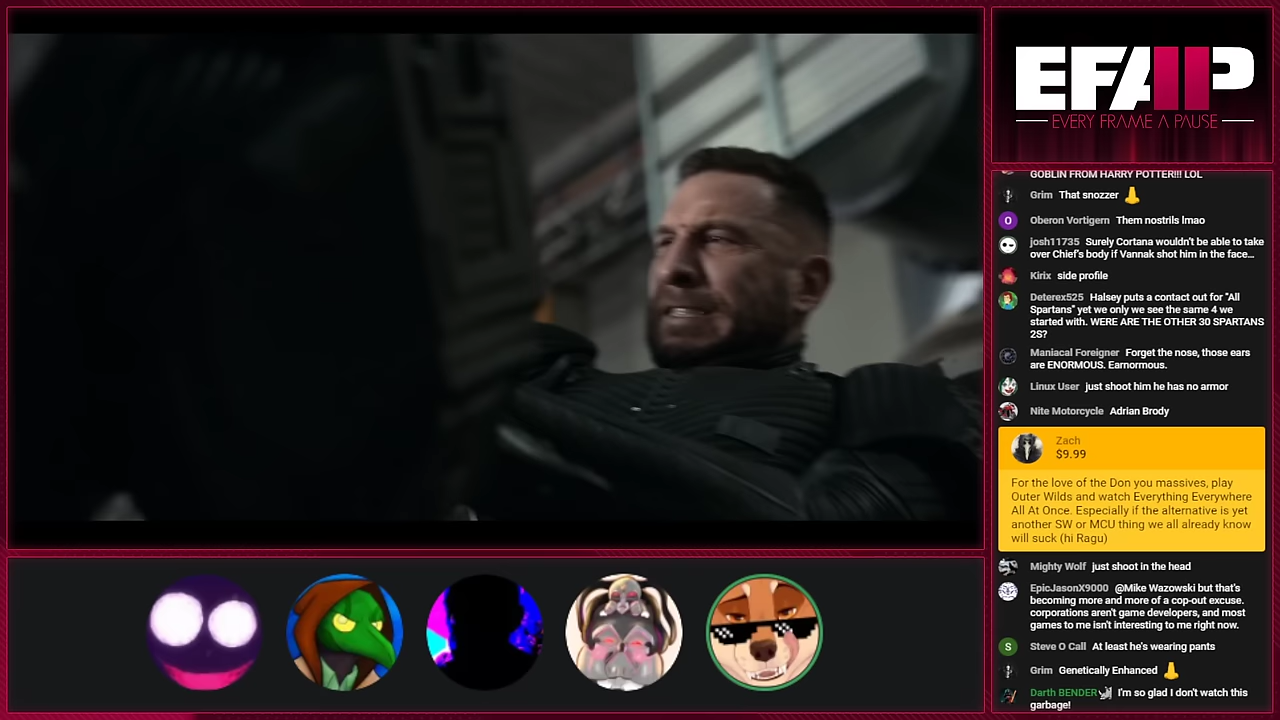 EFAP
EVERY FRAME A PAUSE
GOBLIN FROM HARRY POTTER!!! LOL
Grim That snozzer
O
Oberon Vortigern Them nostrils lmao
josh11735 Surely Cortana wouldn't be able to take
over Chief's body if Vannak shot him in the face...
Kirix side profile
Deterex525 Halsey puts a contact out for "All
Spartans" yet we only we see the same 4 we
started with. WERE ARE THE OTHER 30 SPARTANS
2S?
Maniacal Foreigner Forget the nose, those ears
are ENORMOUS. Earnormous.
Linux User just shoot him he has no armor
Nite Motorcycle Adrian Brody
Zach
$9.99
For the love of the Don you massives, play
Outer Wilds and watch Everything Everywhere
All At Once. Especially if the alternative is yet
another SW or MCU thing we all already know
will suck (hi Ragu)
Mighty Wolf just shoot in the head
EpicJasonX9000 @Mike Wazowski but that's
becoming more and more of a cop-out excuse.
corporations aren't game developers, and most
games to me isn't interesting to me right now.
S
Steve O Call At least he's wearing pants
Grim Genetically Enhanced
Darth BENDER I'm so glad I don't watch this
garbage!